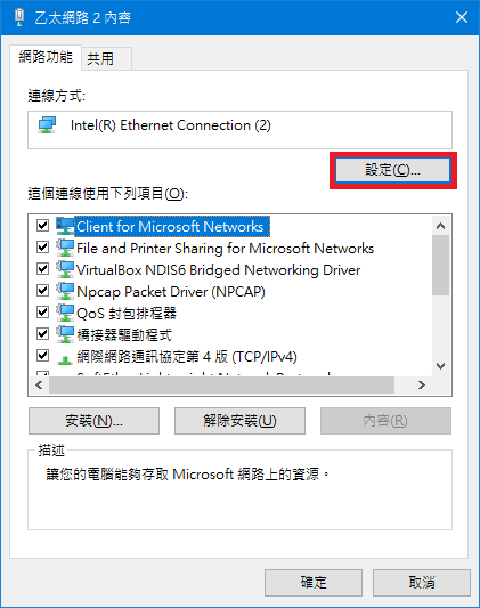 乙太網路 2 內容
網路功能
共用
連線方式:
Intel(R) Ethernet Connection (2)
設定(C)...
這個連線使用下列項目(O):
Client for Microsoft Networks
File and Printer Sharing for Microsoft Networks
VirtualBox NDIS6 Bridged Networking Driver
Npcap Packet Driver (NPCAP)
QoS 封包排程器
橋接器驅動程式
網際網路通訊協定第 4 版 (TCP/IPv4)
安裝(N)...
解除安裝(U)
內容(R)
描述
讓您的電腦能夠存取 Microsoft 網路上的資源。
確定
取消